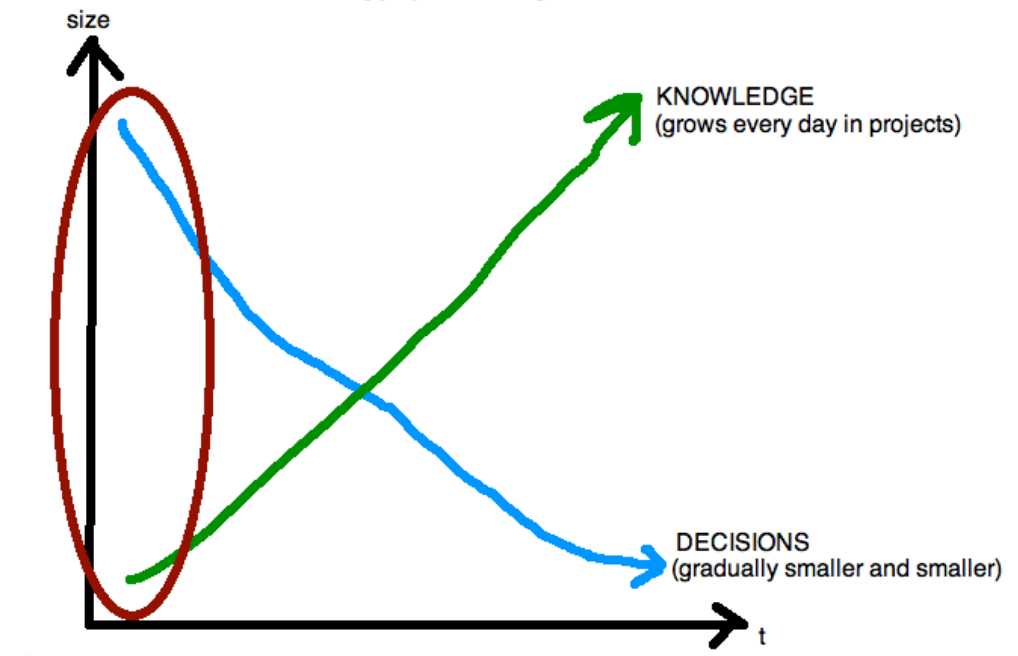 size
KNOWLEDGE
(grows every day in projects)
DECISIONS
(gradually smaller and smaller)
t